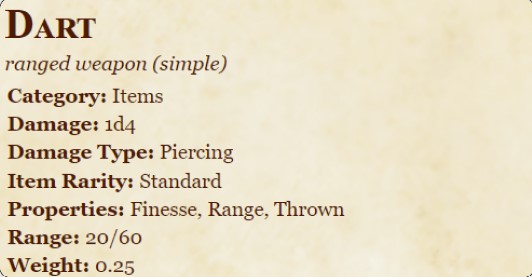 Dart
ranged weapon (simple)
Category: Items
Damage: 1d4
Damage Type: Piercing
Item Rarity: Standard
Properties: Finesse, Range, Thrown
Range: 20/60
Weight: 0.25